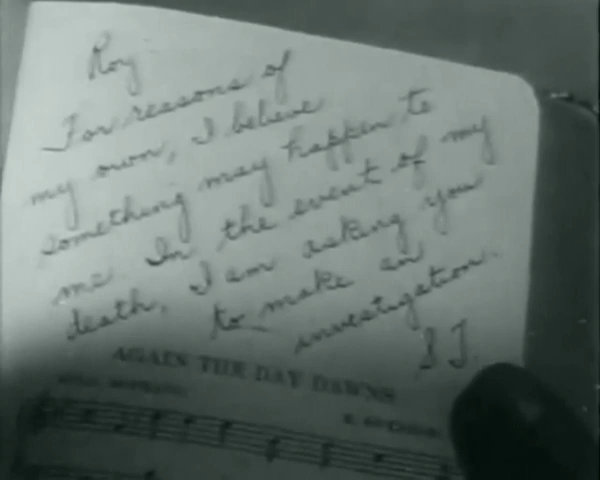 Roy
For reasons of
my own, I believe
something may happen to
me. In the event of my
death, I am asking you
to make an
investigation.
S J.
AGAIN THE DAY DAWNS